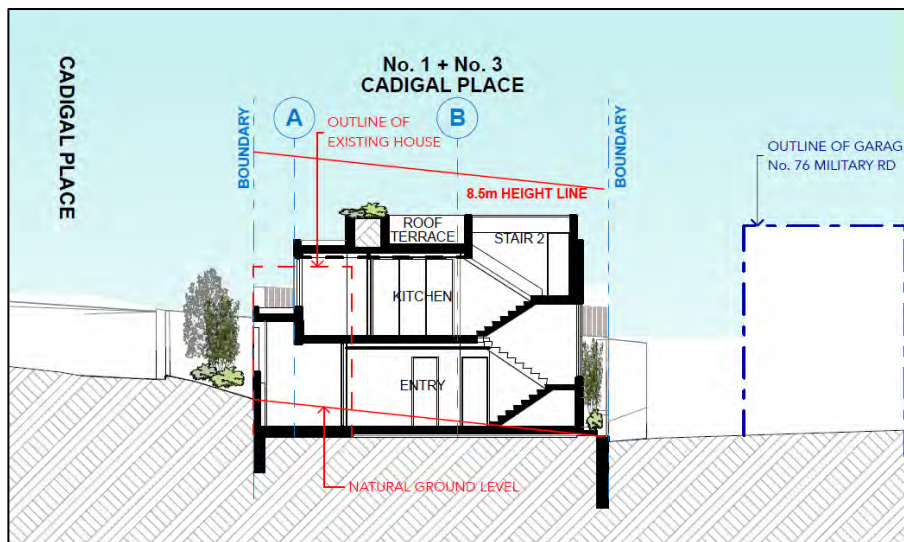 CADIGAL PLACE
No. 1 + No. 3
CADIGAL PLACE
BOUNDARY
A
B
BOUNDARY
OUTLINE OF
EXISTING HOUSE
OUTLINE OF GARAG
No. 76 MILITARY RD
8.5m HEIGHT LINE
ROOF
TERRACE
STAIR 2
KITCHEN
ENTRY
NATURAL GROUND LEVEL